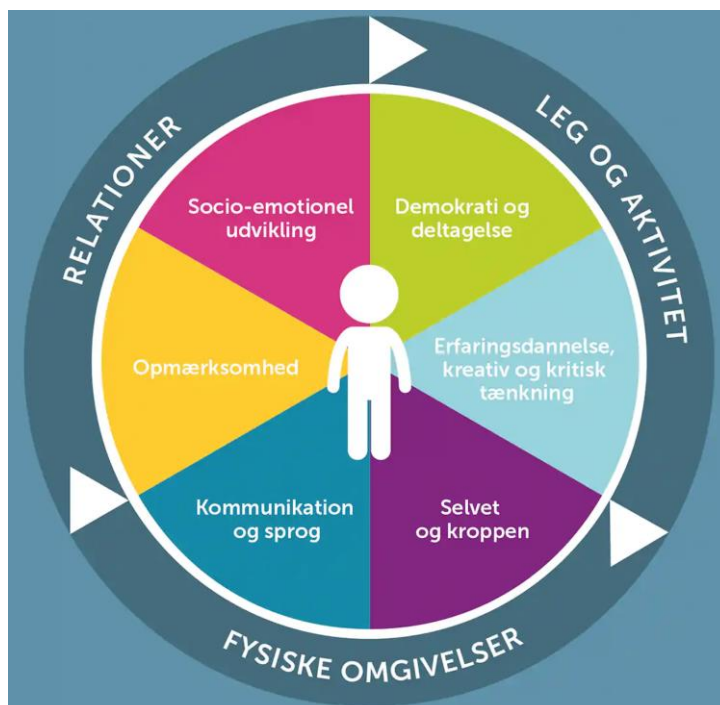 RELATIONER
LEG OG AKTIVITET
Socio-emotionel
udvikling
Demokrati og
deltagelse
Opmærksomhed
Erfaringsdannelse,
kreativ og kritisk
tænkning
Kommunikation
og sprog
Selvet
og kroppen
FYSISKE OMGIVELSER